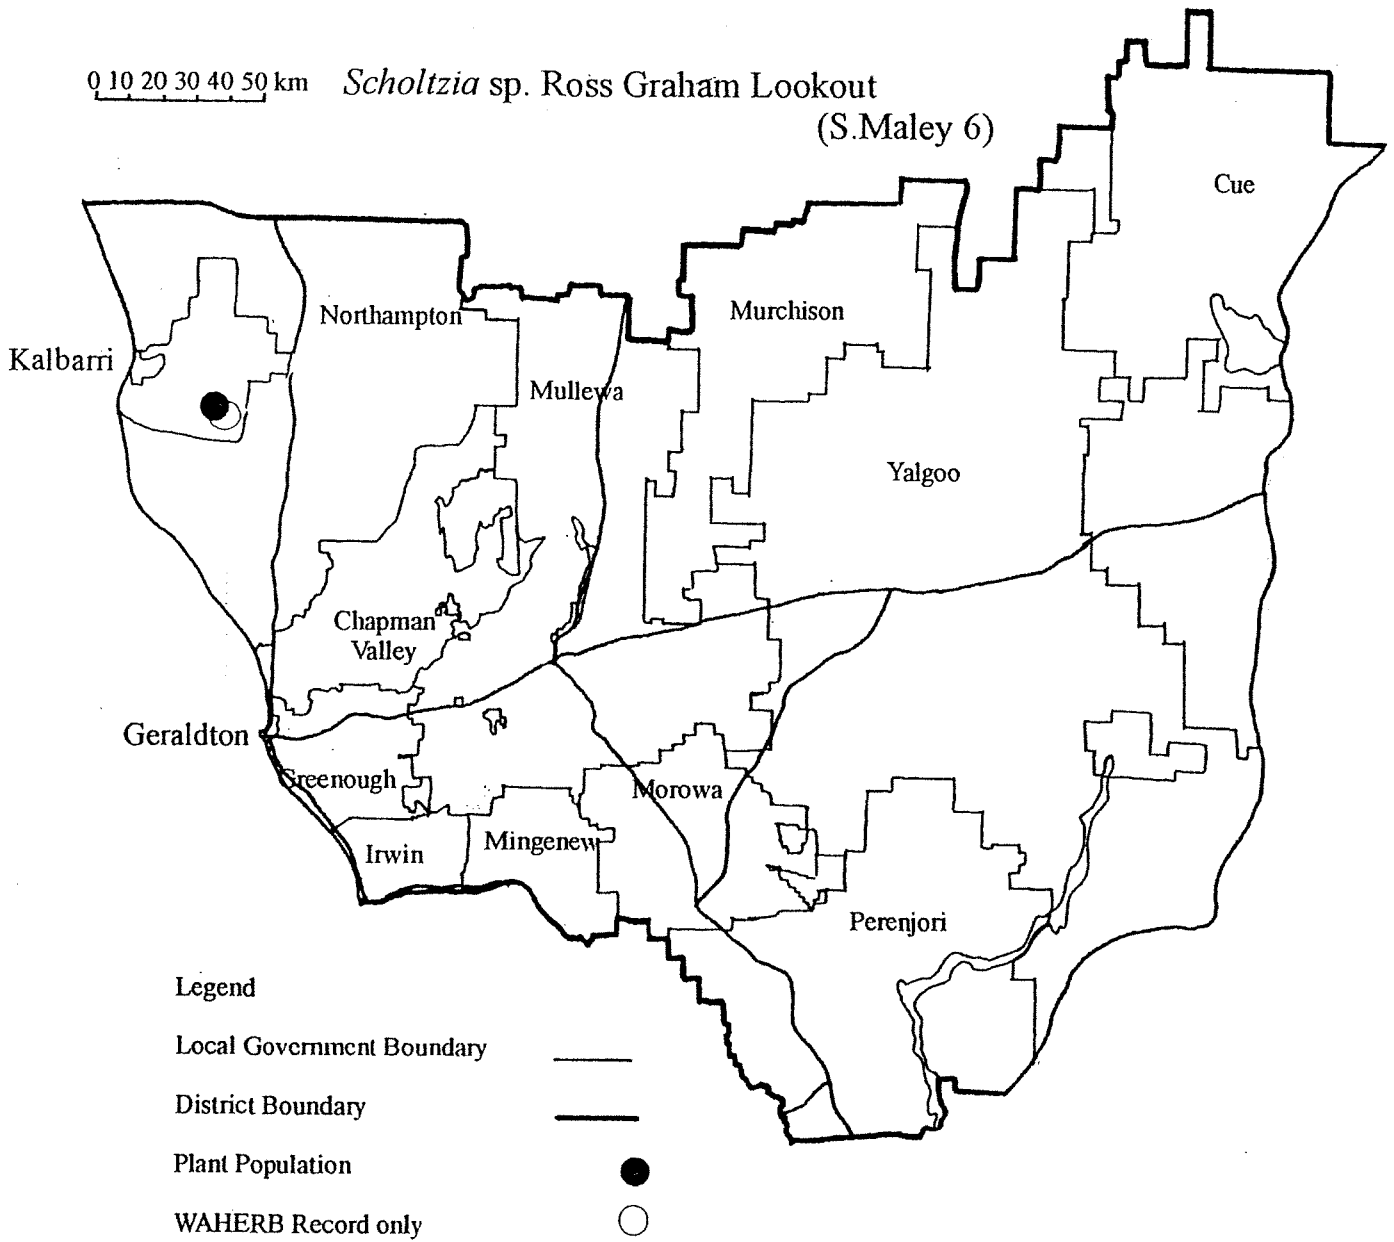 0 10 20 30 40 50 km
Scholtzia sp. Ross Graham Lookout
(S.Maley 6)
Cue
Northampton
Murchison
Kalbarri
Mullewa
Yalgoo
Chapman
Valley
Geraldton
Greenough
Morowa
Irwin
Mingenew
Perenjori
Legend
Local Government Boundary
District Boundary
Plant Population
WAHERB Record only